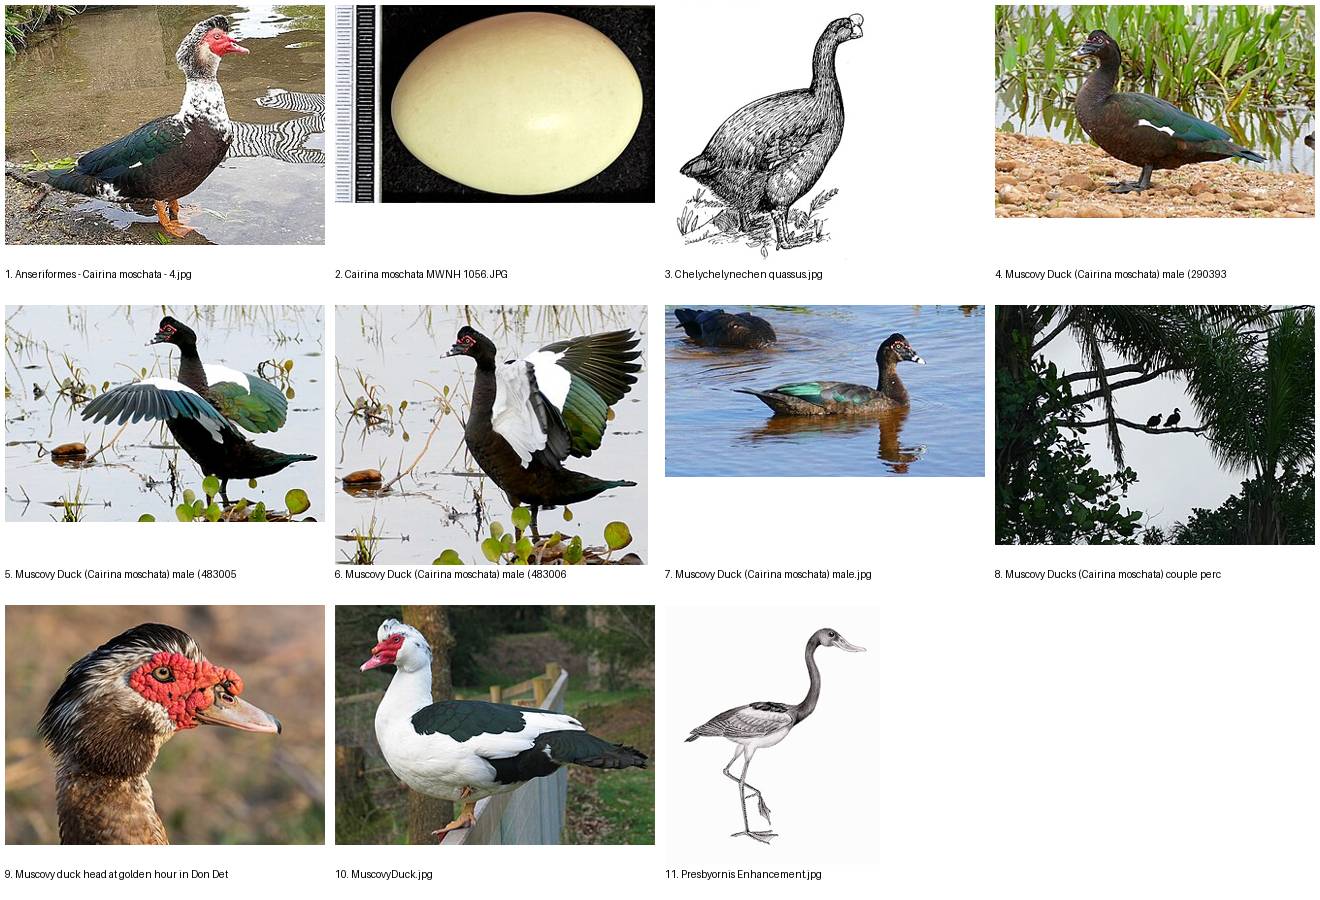 1. Anseriformes - Cairina moschata - 4.jpg
2. Cairina moschata MWNH 1056.JPG
3. Chelychelynechen quassus.jpg
4. Muscovy Duck (Cairina moschata) male (290393
5. Muscovy Duck (Cairina moschata) male (483005
6. Muscovy Duck (Cairina moschata) male (483006
7. Muscovy Duck (Cairina moschata) male.jpg
8. Muscovy Ducks (Cairina moschata) couple perc
9. Muscovy duck head at golden hour in Don Det
10. MuscovyDuck.jpg
11. Presbyornis Enhancement.jpg